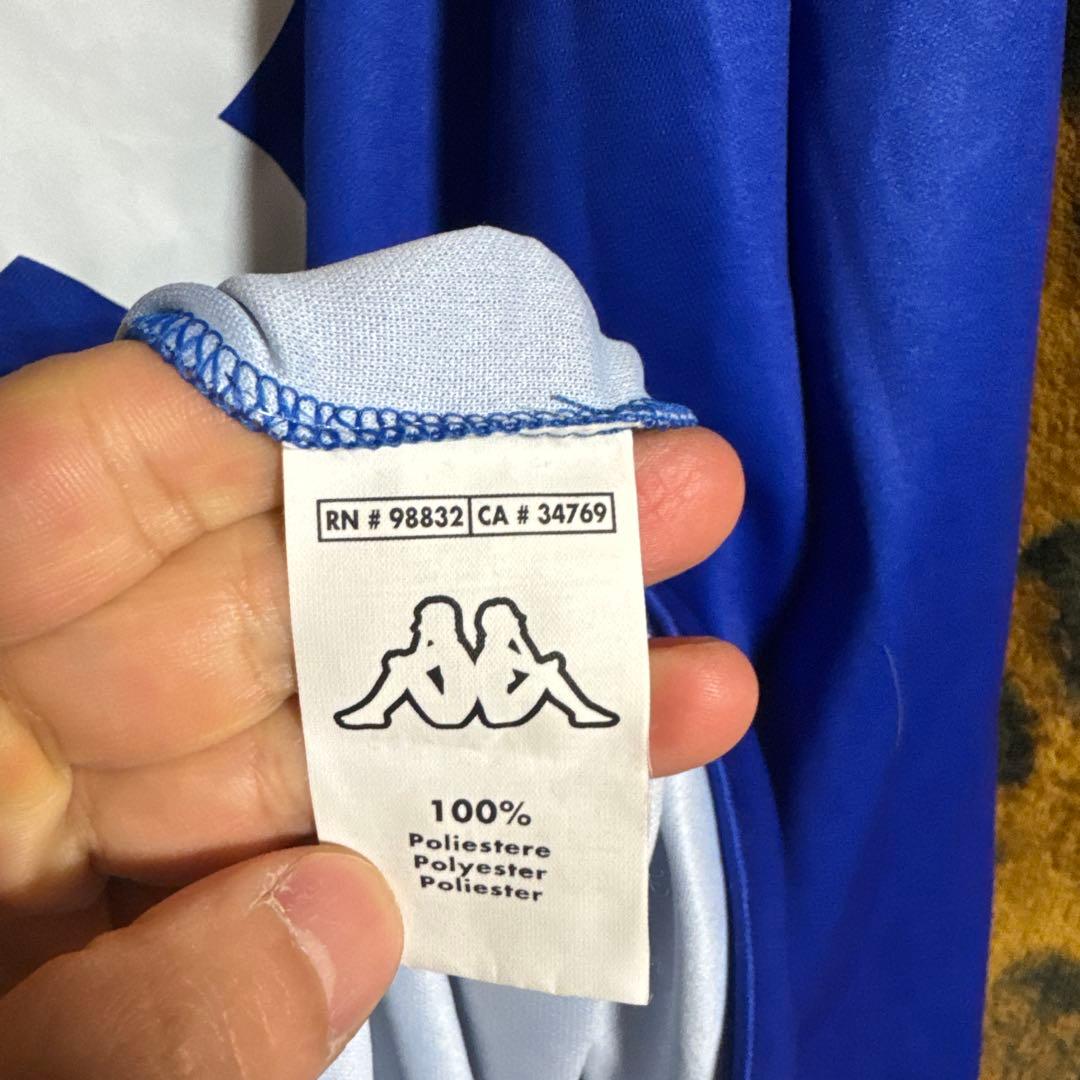 RN # 98832 CA # 34769
100%
Poliestere
Polyester
Poliester